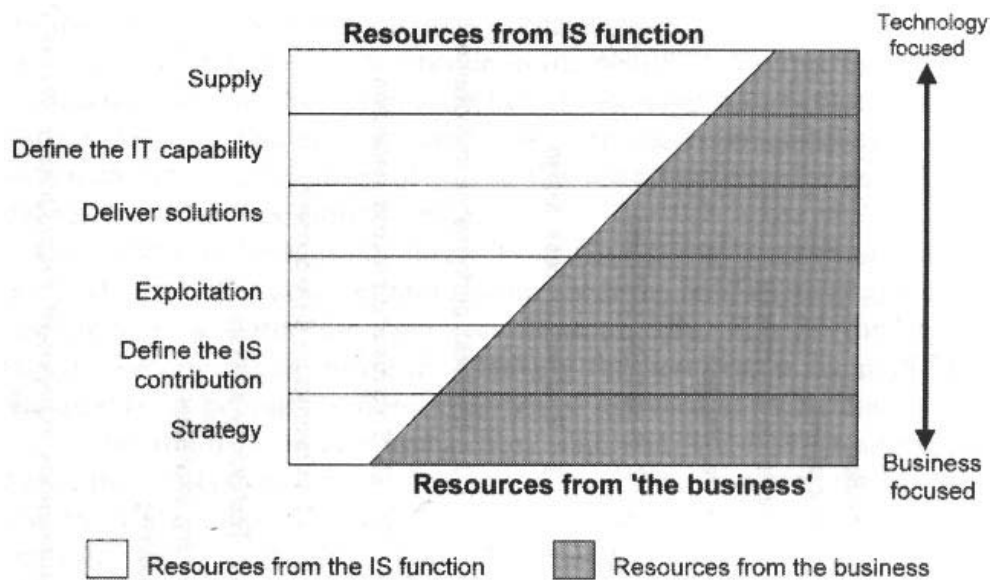 Resources from IS function
Technology
focused
Supply
Define the IT capability
Deliver solutions
Exploitation
Define the IS
contribution
Strategy
Resources from 'the business'
Business
focused
Resources from the IS function
Resources from the business